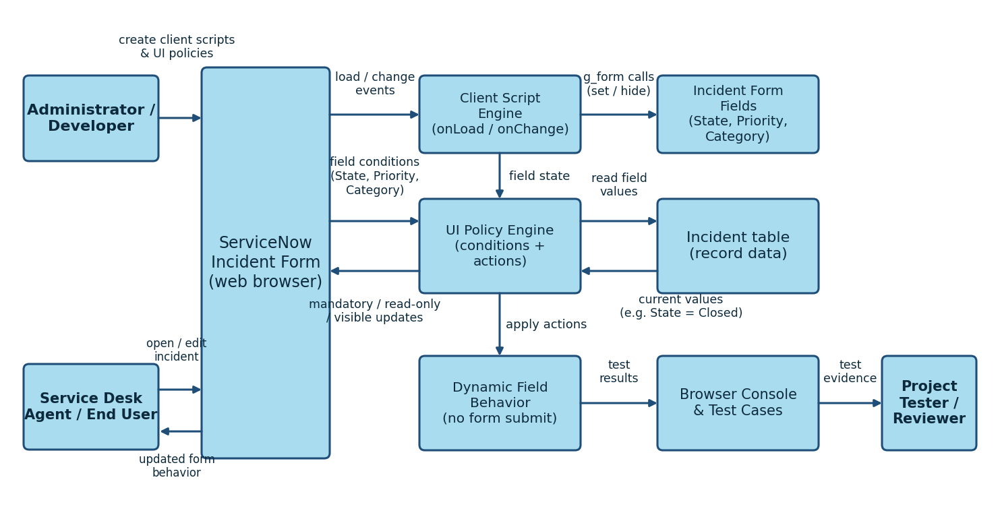 create client scripts
& UI policies
Administrator /
Developer
ServiceNow
Incident Form
(web browser)
load / change
events
Client Script
Engine
(onLoad / onChange)
g_form calls
(set / hide)
Incident Form
Fields
(State, Priority,
Category)
field conditions
(State, Priority,
Category)
field state
read field
values
UI Policy Engine
(conditions +
actions)
Incident table
(record data)
mandatory / read-only
/ visible updates
current values
(e.g. State = Closed)
apply actions
open / edit
incident
Service Desk
Agent / End User
updated form
behavior
Dynamic Field
Behavior
(no form submit)
test
results
Browser Console
& Test Cases
test
evidence
Project
Tester /
Reviewer